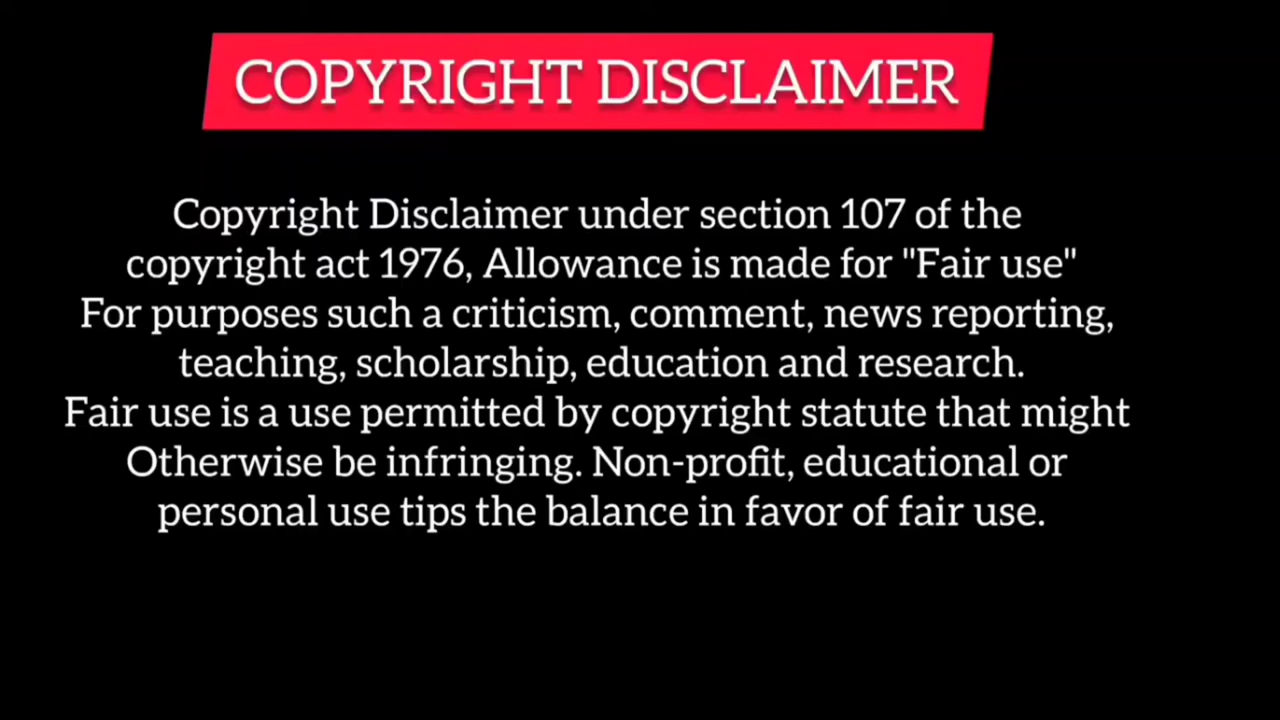 COPYRIGHT DISCLAIMER
Copyright Disclaimer under section 107 of the
copyright act 1976, Allowance is made for "Fair use"
For purposes such a criticism, comment, news reporting,
teaching, scholarship, education and research.
Fair use is a use permitted by copyright statute that might
Otherwise be infringing. Non-profit, educational or
personal use tips the balance in favor of fair use.